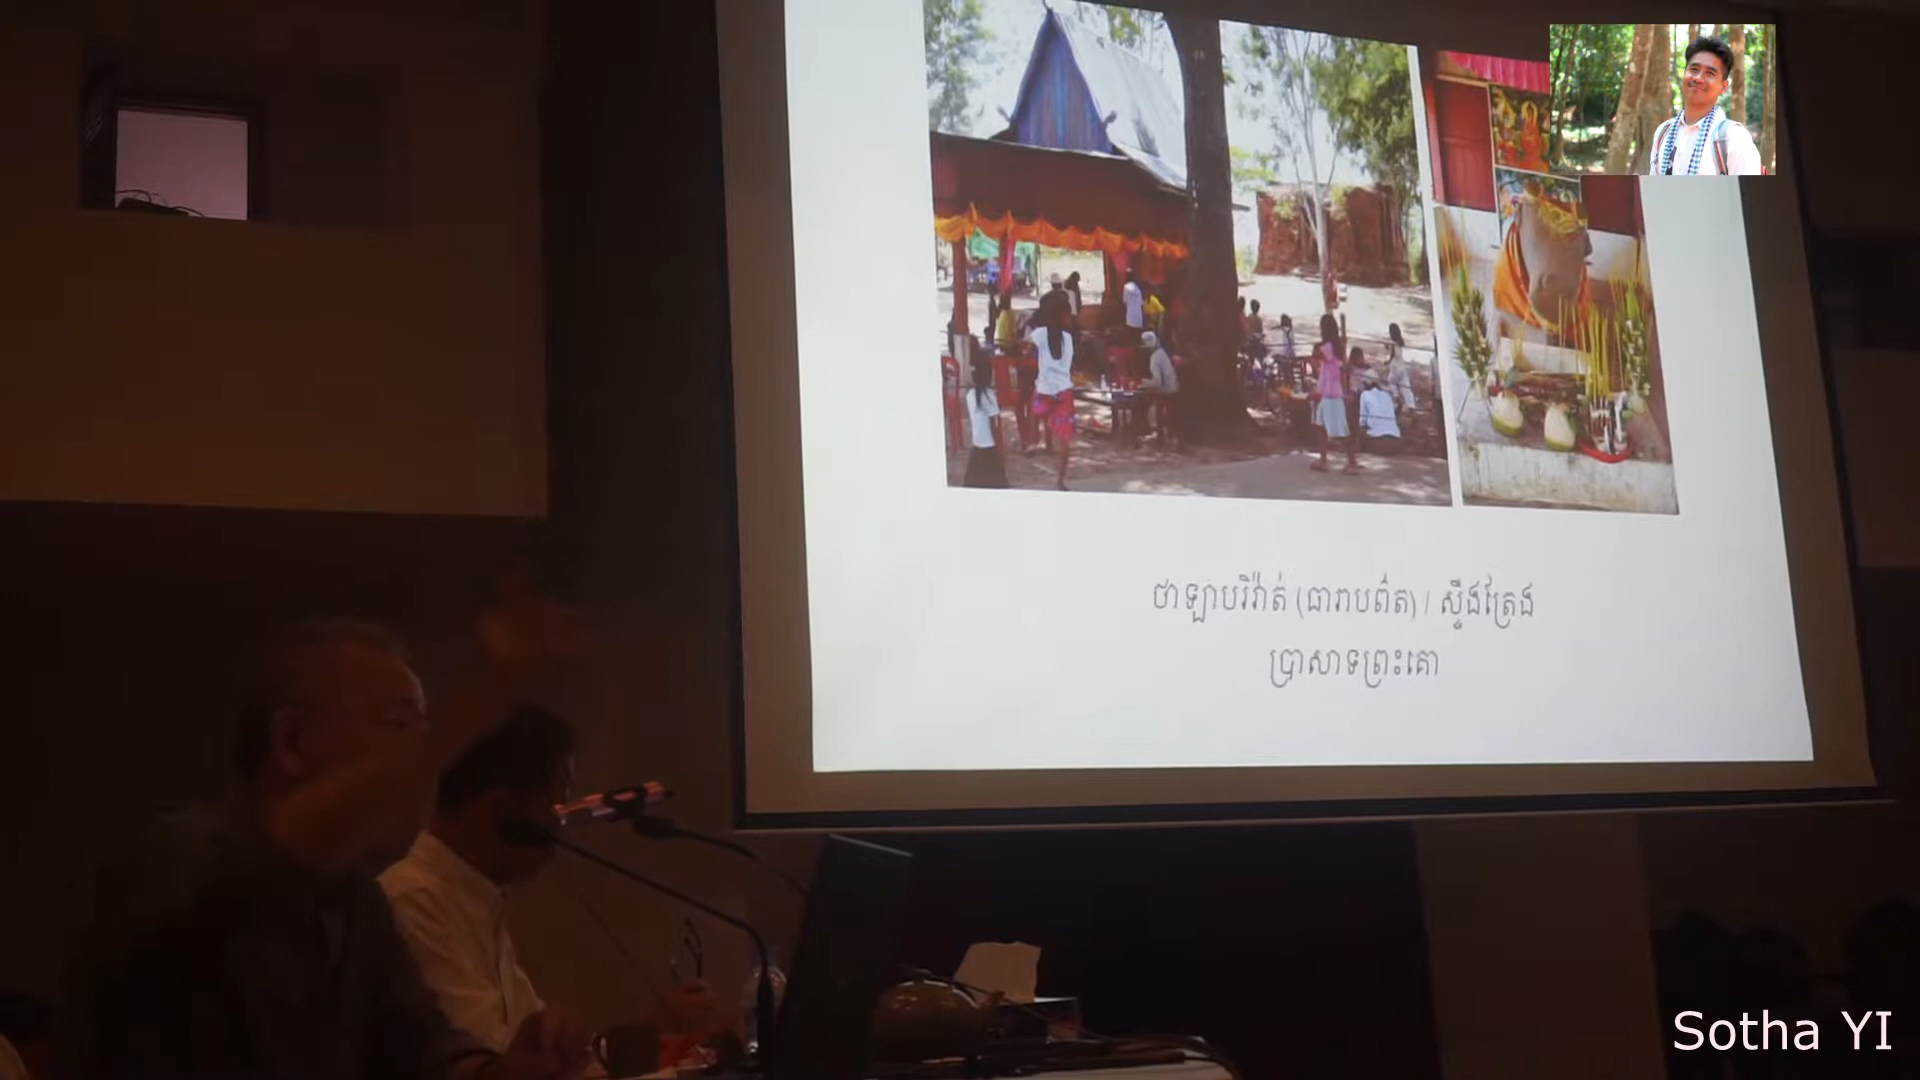 ថាឡាបរិវ៉ាត់ (ធារាបព៌ត) / ស្ទឹងត្រែង
ប្រាសាទព្រះគោ
Sotha YI